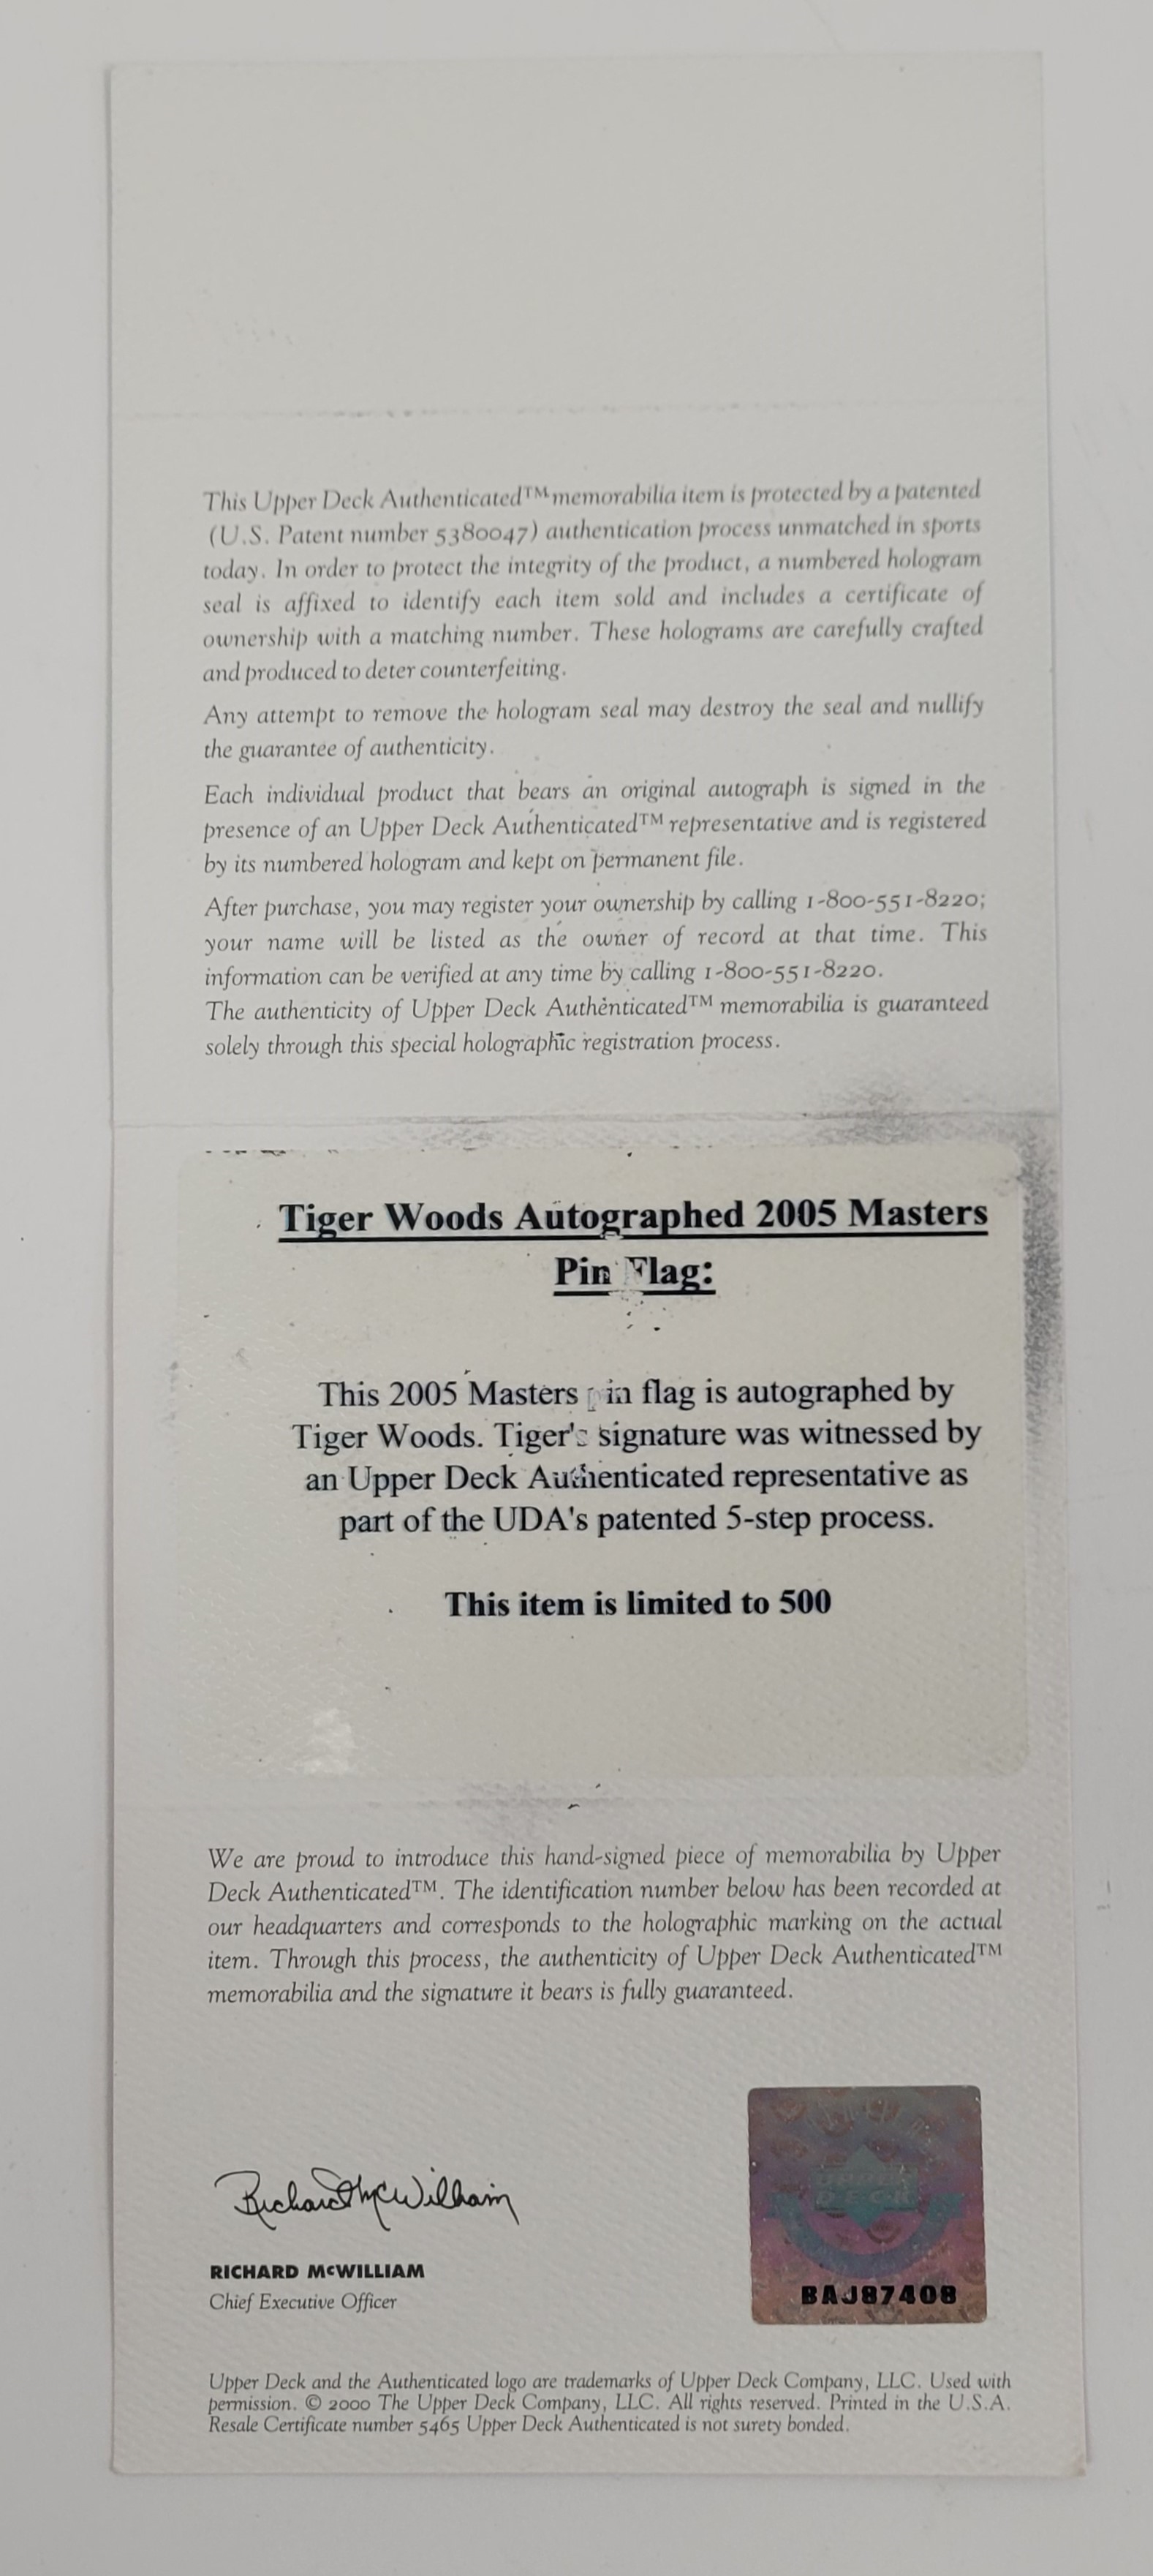 This Upper Deck Authenticated™ memorabilia item is protected by a patented
(U.S. Patent number 5380047) authentication process unmatched in sports
today. In order to protect the integrity of the product, a numbered hologram
seal is affixed to identify each item sold and includes a certificate of
ownership with a matching number. These holograms are carefully crafted
and produced to deter counterfeiting.
Any attempt to remove the hologram seal may destroy the seal and nullify
the guarantee of authenticity.
Each individual product that bears an original autograph is signed in the
presence of an Upper Deck Authenticated™ representative and is registered
by its numbered hologram and kept on permanent file.
After purchase, you may register your ownership by calling 1-800-551-8220;
your name will be listed as the owner of record at that time. This
information can be verified at any time by calling 1-800-551-8220.
The authenticity of Upper Deck Authenticated™ memorabilia is guaranteed
solely through this special holographic registration process.
Tiger Woods Autographed 2005 Masters
Pin Flag:
This 2005 Masters pin flag is autographed by
Tiger Woods. Tiger's signature was witnessed by
an Upper Deck Authenticated representative as
part of the UDA's patented 5-step process.
This item is limited to 500
We are proud to introduce this hand-signed piece of memorabilia by Upper
Deck Authenticated™. The identification number below has been recorded at
our headquarters and corresponds to the holographic marking on the actual
item. Through this process, the authenticity of Upper Deck Authenticated™
memorabilia and the signature it bears is fully guaranteed.
Richard McWilliam
RICHARD McWILLIAM
Chief Executive Officer
UPPER
DECK
BAJ87408
Upper Deck and the Authenticated logo are trademarks of Upper Deck Company, LLC. Used with
permission. © 2000 The Upper Deck Company, LLC. All rights reserved. Printed in the U.S.A.
Resale Certificate number 5465 Upper Deck Authenticated is not surety bonded.